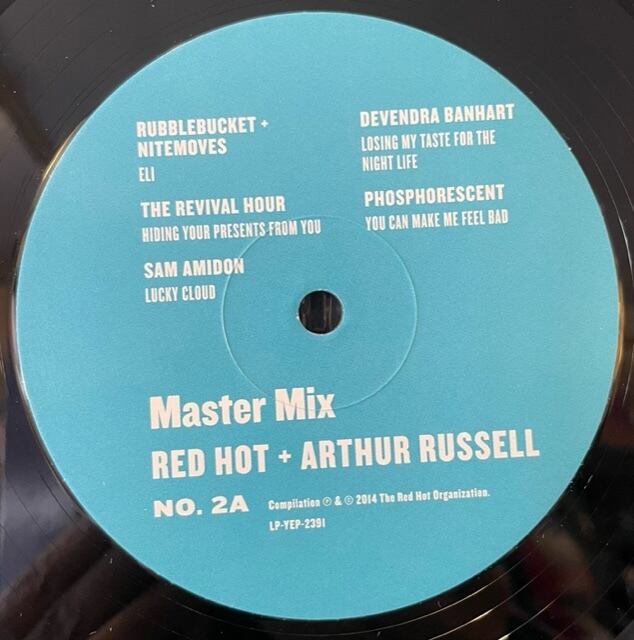 RUBBLEBUCKET +
NITEMOVES
ELI
THE REVIVAL HOUR
HIDING YOUR PRESENTS FROM YOU
SAM AMIDON
LUCKY CLOUD
DEVENDRA BANHART
LOSING MY TASTE FOR THE
NIGHT LIFE
PHOSPHORESCENT
YOU CAN MAKE ME FEEL BAD
Master Mix
RED HOT + ARTHUR RUSSELL
NO. 2A
Compilation ℗ & © 2014 The Red Hot Organization.
LP-YEP-2391